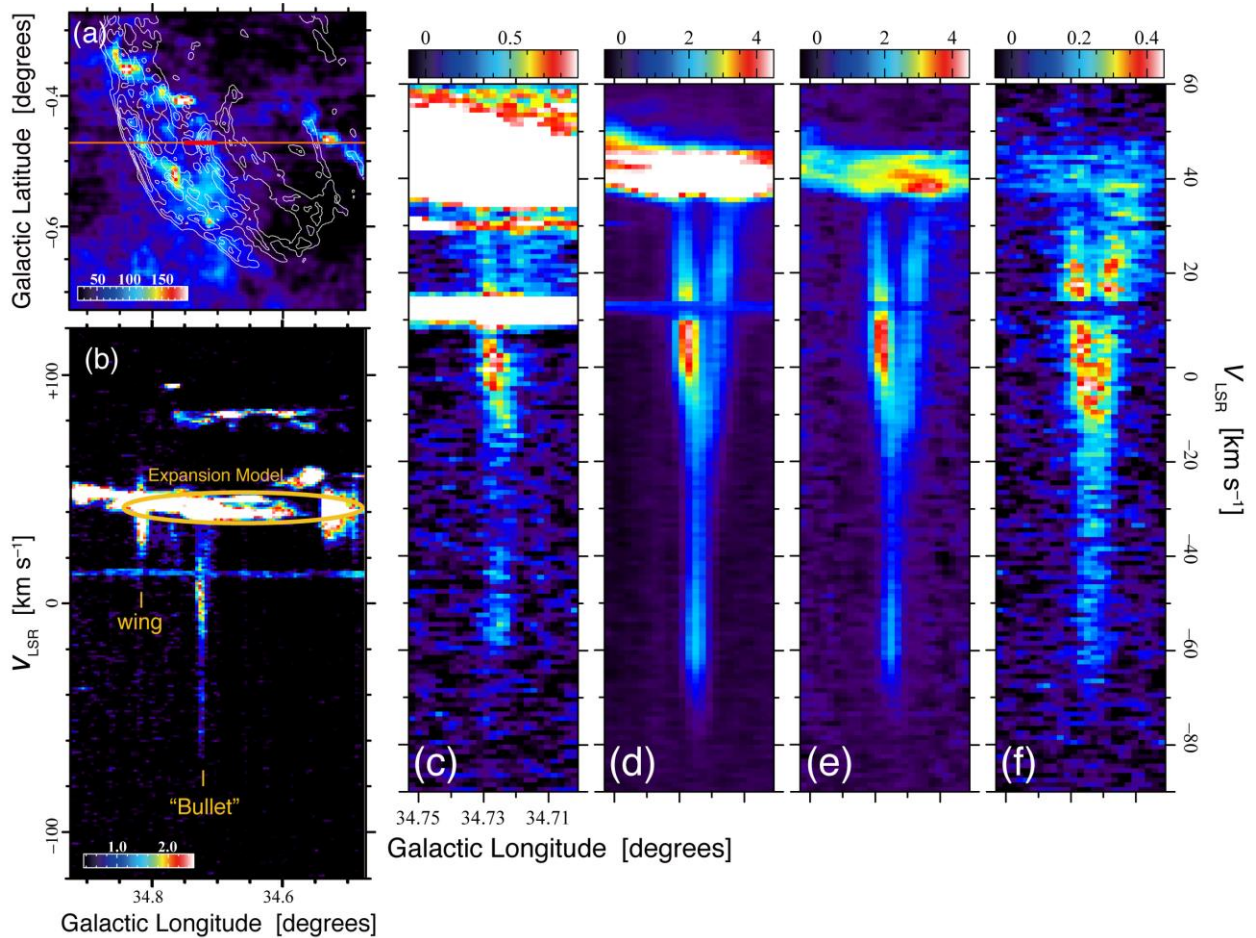 (a)
Galactic Latitude [degrees]
-0.4
-0.6
50 100 150
(b)
+100
0
-100
VLSR [km s−1]
Expansion Model
wing
“Bullet”
1.0 2.0
34.8 34.6
Galactic Longitude [degrees]
0 0.5
0 2 4
0 2 4
0 0.2 0.4
60
40
20
0
−20
−40
−60
−80
VLSR [km s−1]
(c) (d) (e) (f)
34.75 34.73 34.71
Galactic Longitude [degrees]